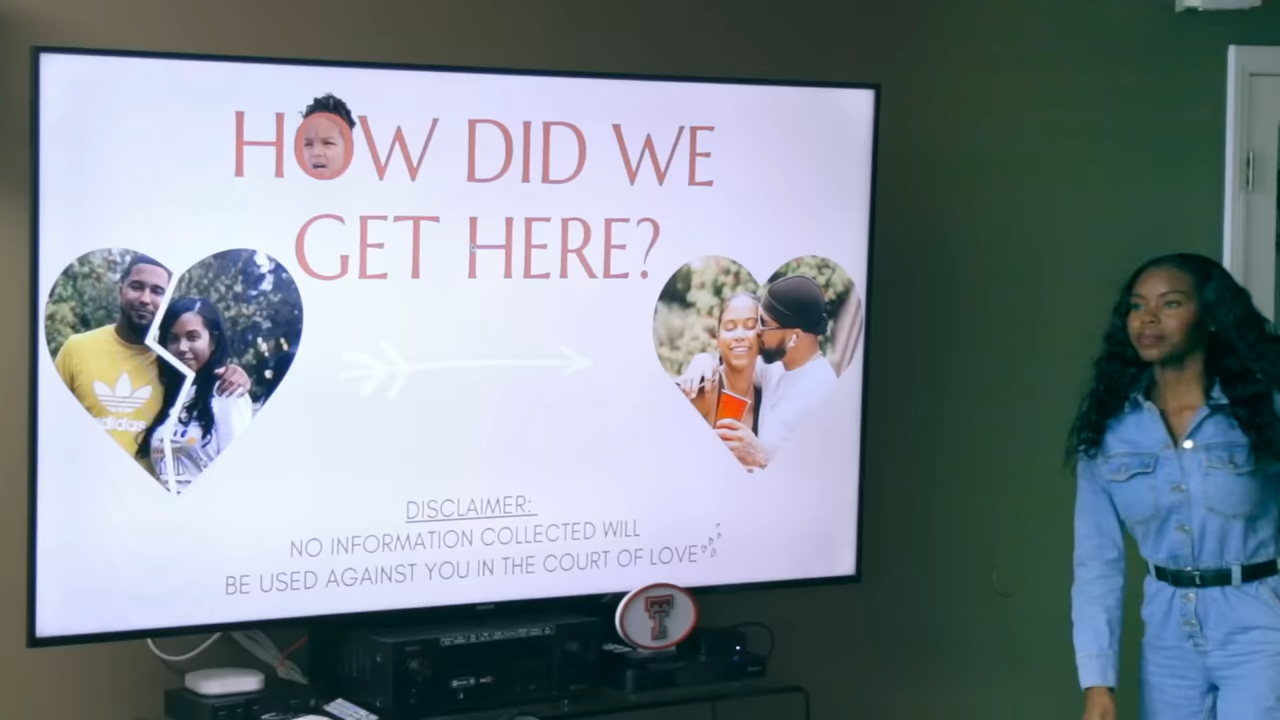 HOW DID WE
GET HERE?
adidas
DISCLAIMER:
NO INFORMATION COLLECTED WILL
BE USED AGAINST YOU IN THE COURT OF LOVE